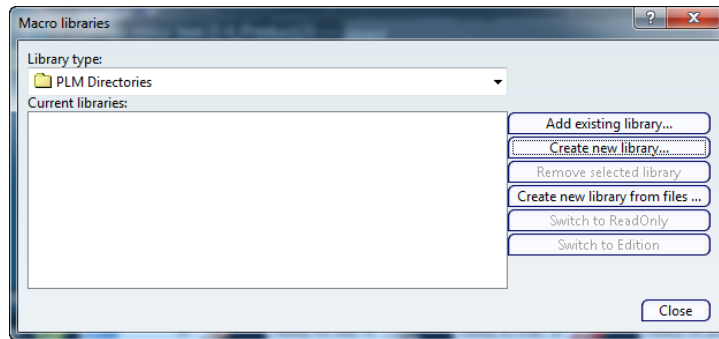 Macro libraries
Library type:
PLM Directories
Current libraries:
Add existing library...
Create new library...
Remove selected library
Create new library from files ...
Switch to ReadOnly
Switch to Edition
Close